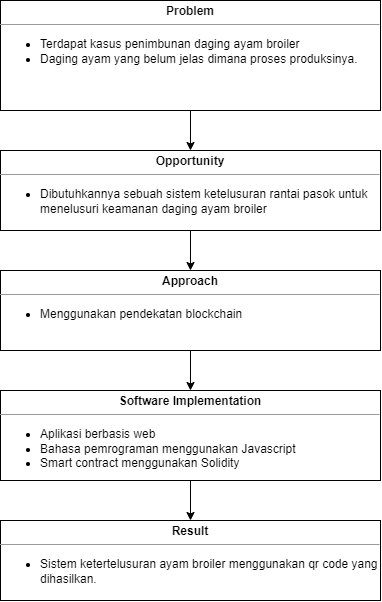 Problem
• Terdapat kasus penimbunan daging ayam broiler
• Daging ayam yang belum jelas dimana proses produksinya.
Opportunity
• Dibutuhkannya sebuah sistem ketelusuran rantai pasok untuk
menelusuri keamanan daging ayam broiler
Approach
• Menggunakan pendekatan blockchain
Software Implementation
• Aplikasi berbasis web
• Bahasa pemrograman menggunakan Javascript
• Smart contract menggunakan Solidity
Result
• Sistem ketertelusuran ayam broiler menggunakan qr code yang
dihasilkan.